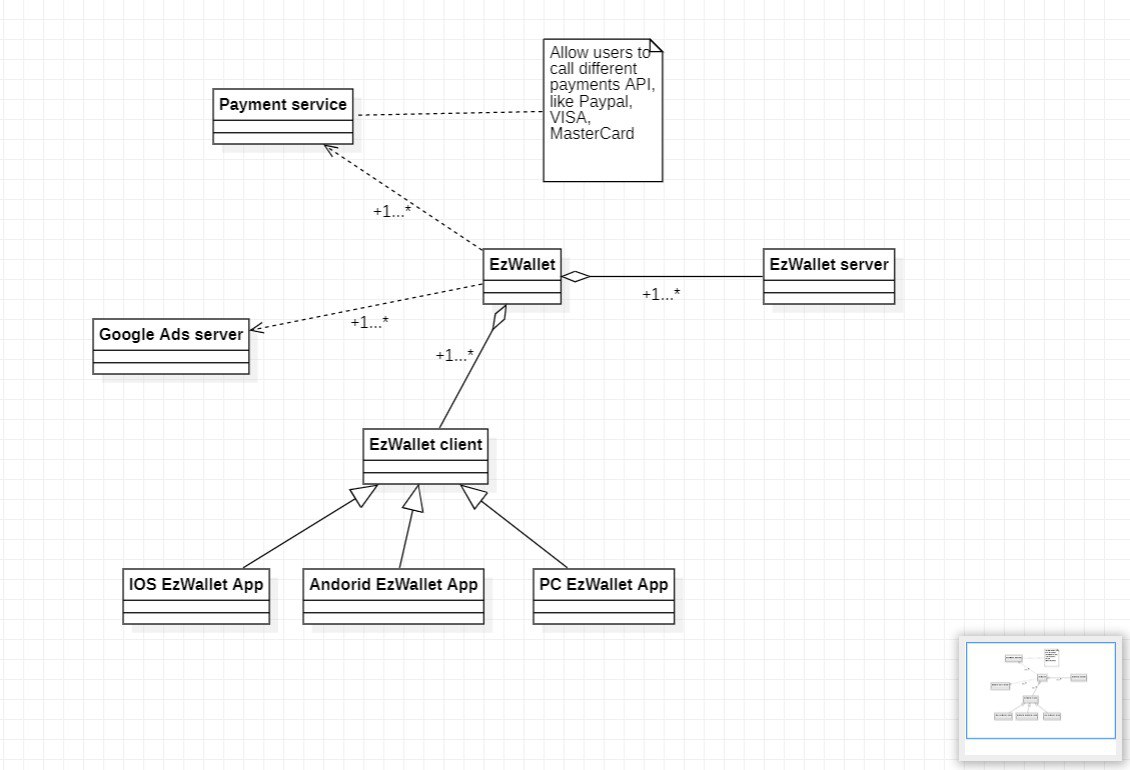 Allow users to
call different
payments API,
like Paypal,
VISA,
MasterCard
Payment service
+1...*
EzWallet
EzWallet server
+1...*
Google Ads server
+1...*
+1...*
EzWallet client
IOS EzWallet App
Andorid EzWallet App
PC EzWallet App